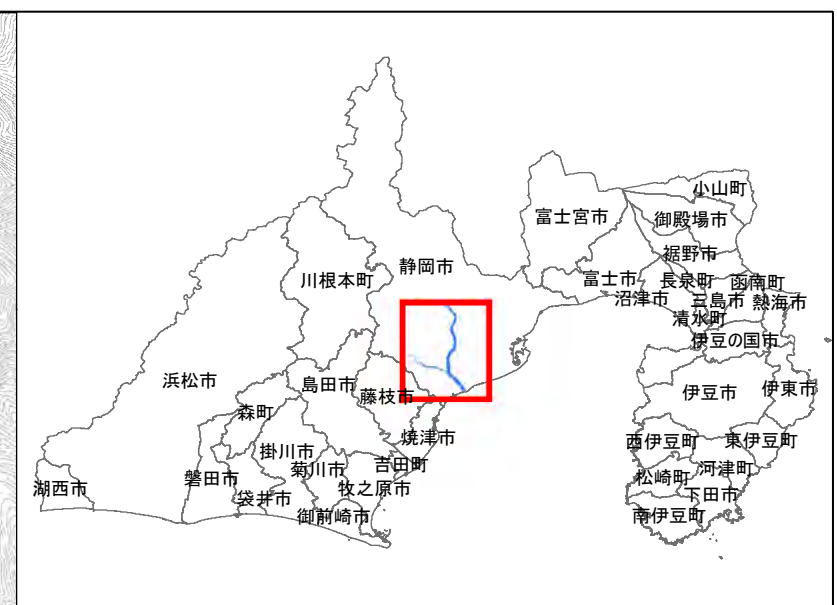 小山町
富士宮市
御殿場市
裾野市
静岡市
川根本町
富士市
長泉町
函南町
沼津市
三島市
熱海市
清水町
伊豆の国市
浜松市
島田市
藤枝市
伊豆市
伊東市
森町
焼津市
掛川市
西伊豆町
東伊豆町
菊川市
吉田町
磐田市
河津町
松崎町
湖西市
袋井市
牧之原市
下田市
御前崎市
南伊豆町